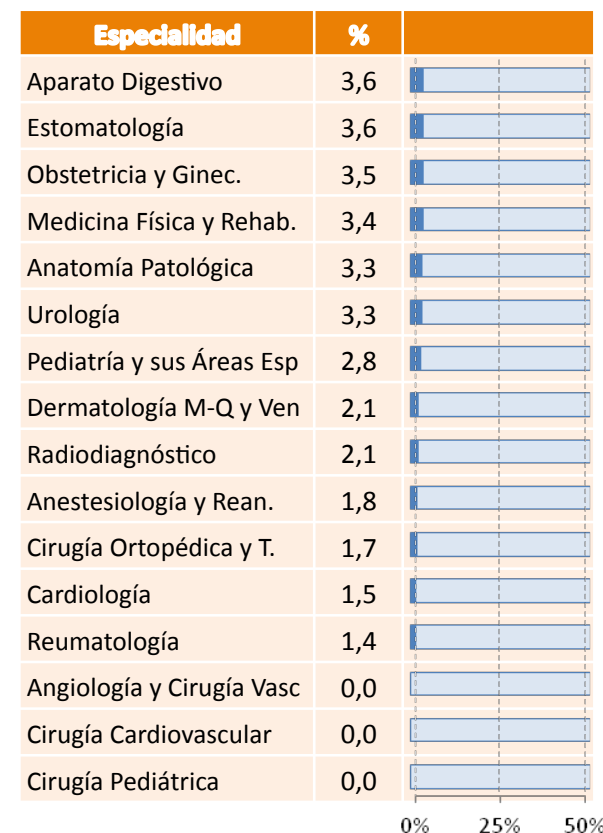 Especialidad %
Aparato Digestivo 3,6
Estomatología 3,6
Obstetricia y Ginec. 3,5
Medicina Física y Rehab. 3,4
Anatomía Patológica 3,3
Urología 3,3
Pediatría y sus Áreas Esp 2,8
Dermatología M-Q y Ven 2,1
Radiodiagnóstico 2,1
Anestesiología y Rean. 1,8
Cirugía Ortopédica y T. 1,7
Cardiología 1,5
Reumatología 1,4
Angiología y Cirugía Vasc 0,0
Cirugía Cardiovascular 0,0
Cirugía Pediátrica 0,0
0% 25% 50%